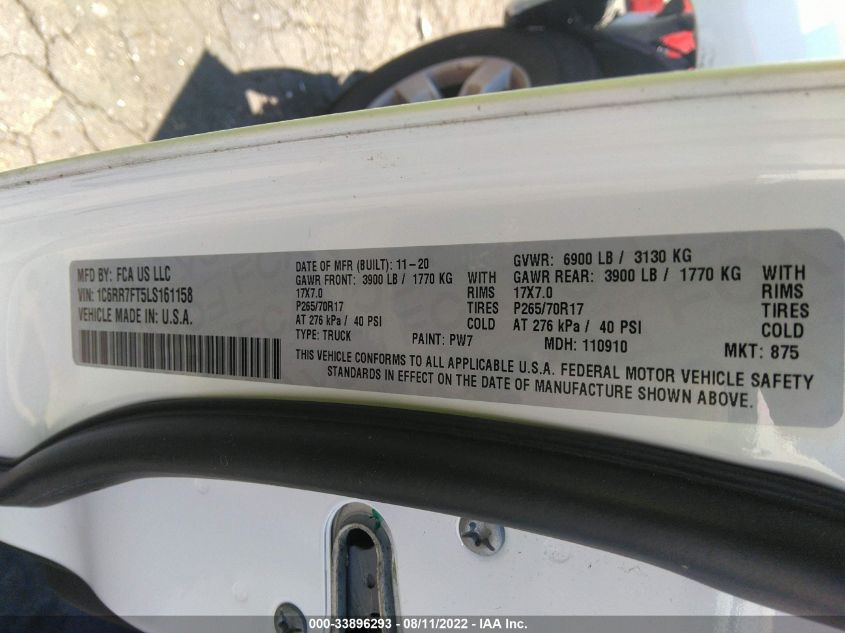 MFD BY: FCA US LLC
VIN: 1C6RR7FT5LS161158
VEHICLE MADE IN U.S.A.
DATE OF MFR (BUILT): 11-20
GAWR FRONT: 3900 LB / 1770 KG WITH
17X7.0 RIMS
P265/70R17 TIRES
AT 276 kPa / 40 PSI COLD
TYPE: TRUCK PAINT: PW7
GVWR: 6900 LB / 3130 KG
GAWR REAR: 3900 LB / 1770 KG WITH
17X7.0 RIMS
P265/70R17 TIRES
AT 276 kPa / 40 PSI COLD
MDH: 110910 MKT: 875
THIS VEHICLE CONFORMS TO ALL APPLICABLE U.S.A. FEDERAL MOTOR VEHICLE SAFETY
STANDARDS IN EFFECT ON THE DATE OF MANUFACTURE SHOWN ABOVE.
000-33896293 - 08/11/2022 - IAA Inc.